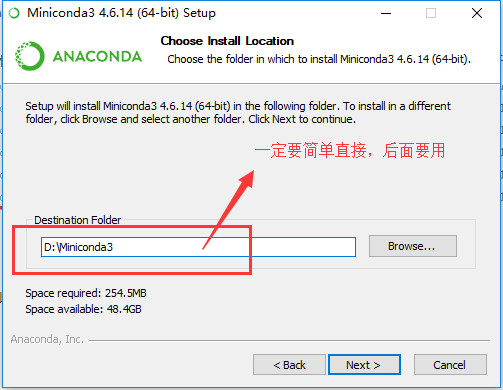 Miniconda3 4.6.14 (64-bit) Setup
ANACONDA
Choose Install Location
Choose the folder in which to install Miniconda3 4.6.14 (64-bit).
Setup will install Miniconda3 4.6.14 (64-bit) in the following folder. To install in a different
folder, click Browse and select another folder. Click Next to continue.
一定要简单直接，后面要用
Destination Folder
D:\Miniconda3
Browse...
Space required: 254.5MB
Space available: 48.4GB
Anaconda, Inc.
< Back
Next >
Cancel